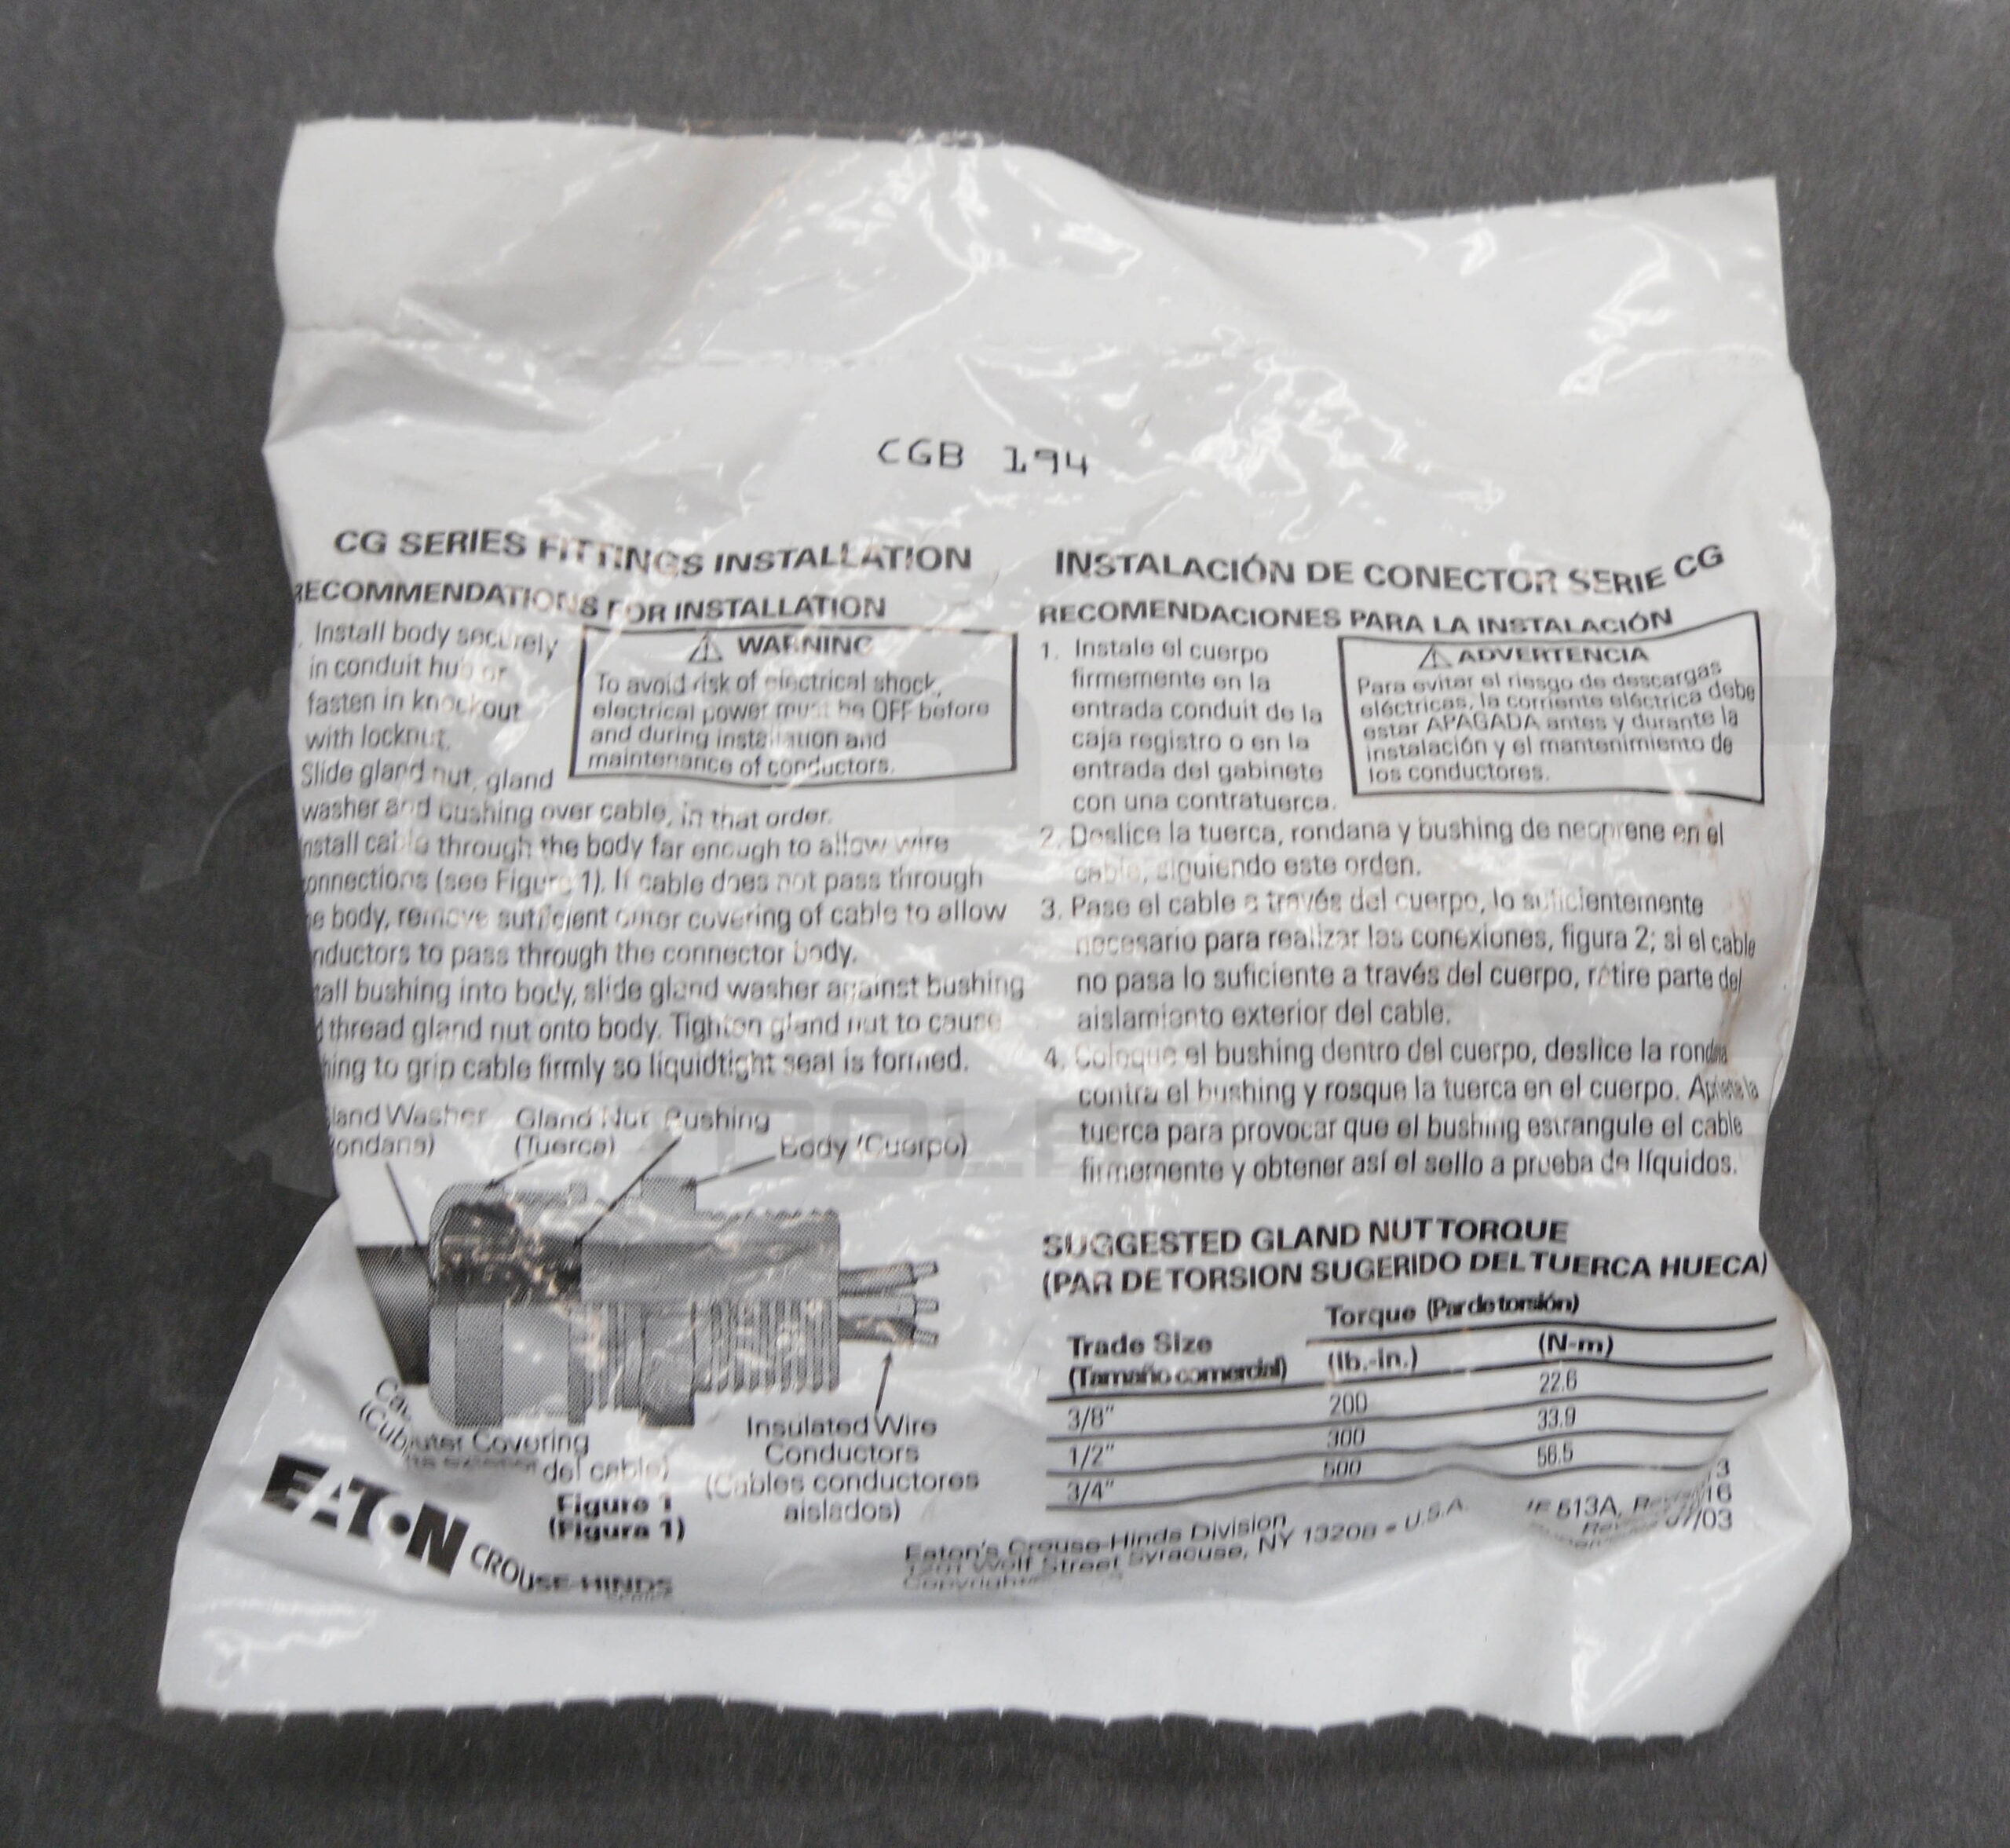 CGB 194
CG SERIES FITTINGS INSTALLATION
RECOMMENDATIONS FOR INSTALLATION
Install body securely
in conduit hub or
fasten in knockout
with locknut.
Slide gland nut, gland
washer and bushing over cable, in that order.
Install cable through the body far enough to allow wire
connections (see Figure 1). If cable does not pass through
body, remove sufficient outer covering of cable to allow
conductors to pass through the connector body.
bushing into body, slide gland washer against bushing
thread gland nut onto body. Tighten gland nut to cause
to grip cable firmly so liquidtight seal is formed.
WARNING
To avoid risk of electrical shock,
electrical power must be OFF before
and during installation and
maintenance of conductors.
Gland Washer
(Rondana)
Gland Nut
(Tuerca)
Bushing
Body (Cuerpo)
Outer Covering
del cable)
Figure 1
(Figura 1)
Insulated Wire
Conductors
(Cables conductores
aislados)
EATON
CROUSE-HINDS
SERIES
INSTALACIÓN DE CONECTOR SERIE CG
RECOMENDACIONES PARA LA INSTALACIÓN
1. Instale el cuerpo
firmemente en la
entrada conduit de la
caja registro o en la
entrada del gabinete
con una contratuerca.
ADVERTENCIA
Para evitar el riesgo de descargas
eléctricas, la corriente eléctrica debe
estar APAGADA antes y durante la
instalación y el mantenimiento de
los conductores.
2. Deslice la tuerca, rondana y bushing de neoprene en el
cable, siguiendo este orden.
3. Pase el cable a través del cuerpo, lo suficientemente
necesario para realizar las conexiones, figura 2; si el cable
no pasa lo suficiente a través del cuerpo, retire parte del
aislamiento exterior del cable.
4. Coloque el bushing dentro del cuerpo, deslice la rondana
contra el bushing y rosque la tuerca en el cuerpo. Apriete la
tuerca para provocar que el bushing estrangule el cable
firmemente y obtener así el sello a prueba de líquidos.
SUGGESTED GLAND NUT TORQUE
(PAR DE TORSION SUGERIDO DEL TUERCA HUECA)
Torque (Par de torsión)
Trade Size
(Tamaño comercial) (lb.-in.) (N-m)
3/8" 200 22.6
1/2" 300 33.9
3/4" 500 56.5
Eaton's Crouse-Hinds Division
1201 Wolf Street Syracuse, NY 13208 - U.S.A.
Copyright
IF 513A,
07/03